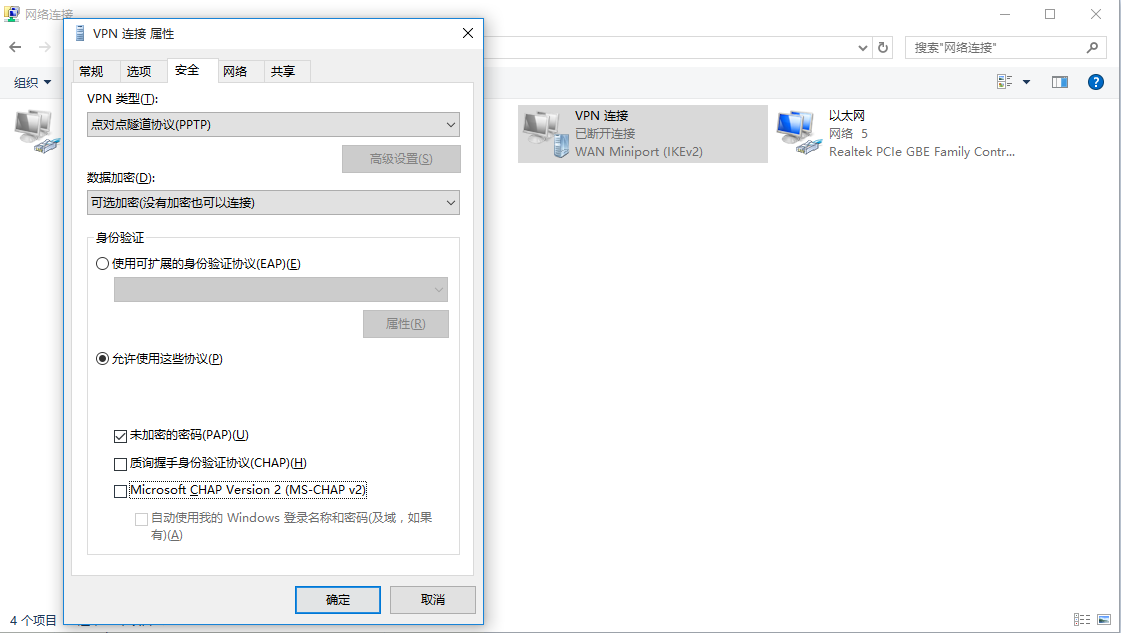 网络连接
VPN 连接 属性
搜索"网络连接"
常规
选项
安全
网络
共享
组织
VPN 类型(T):
点对点隧道协议(PPTP)
高级设置(S)
数据加密(D):
可选加密(没有加密也可以连接)
身份验证
使用可扩展的身份验证协议(EAP)(E)
属性(R)
允许使用这些协议(P)
未加密的密码(PAP)(U)
质询握手身份验证协议(CHAP)(H)
Microsoft CHAP Version 2 (MS-CHAP v2)
自动使用我的 Windows 登录名称和密码(及域，如果
有)(A)
确定
取消
VPN 连接
已断开连接
WAN Miniport (IKEv2)
以太网
网络 5
Realtek PCIe GBE Family Contr...
4 个项目